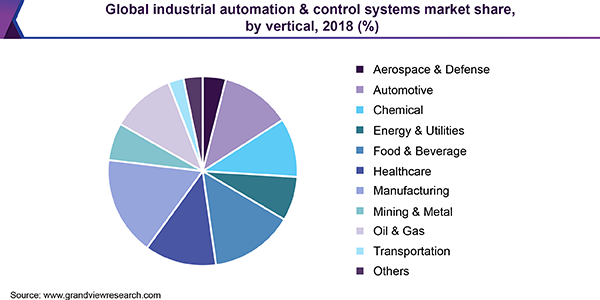 Global industrial automation & control systems market share,
by vertical, 2018 (%)
Aerospace & Defense
Automotive
Chemical
Energy & Utilities
Food & Beverage
Healthcare
Manufacturing
Mining & Metal
Oil & Gas
Transportation
Others
Source: www.grandviewresearch.com